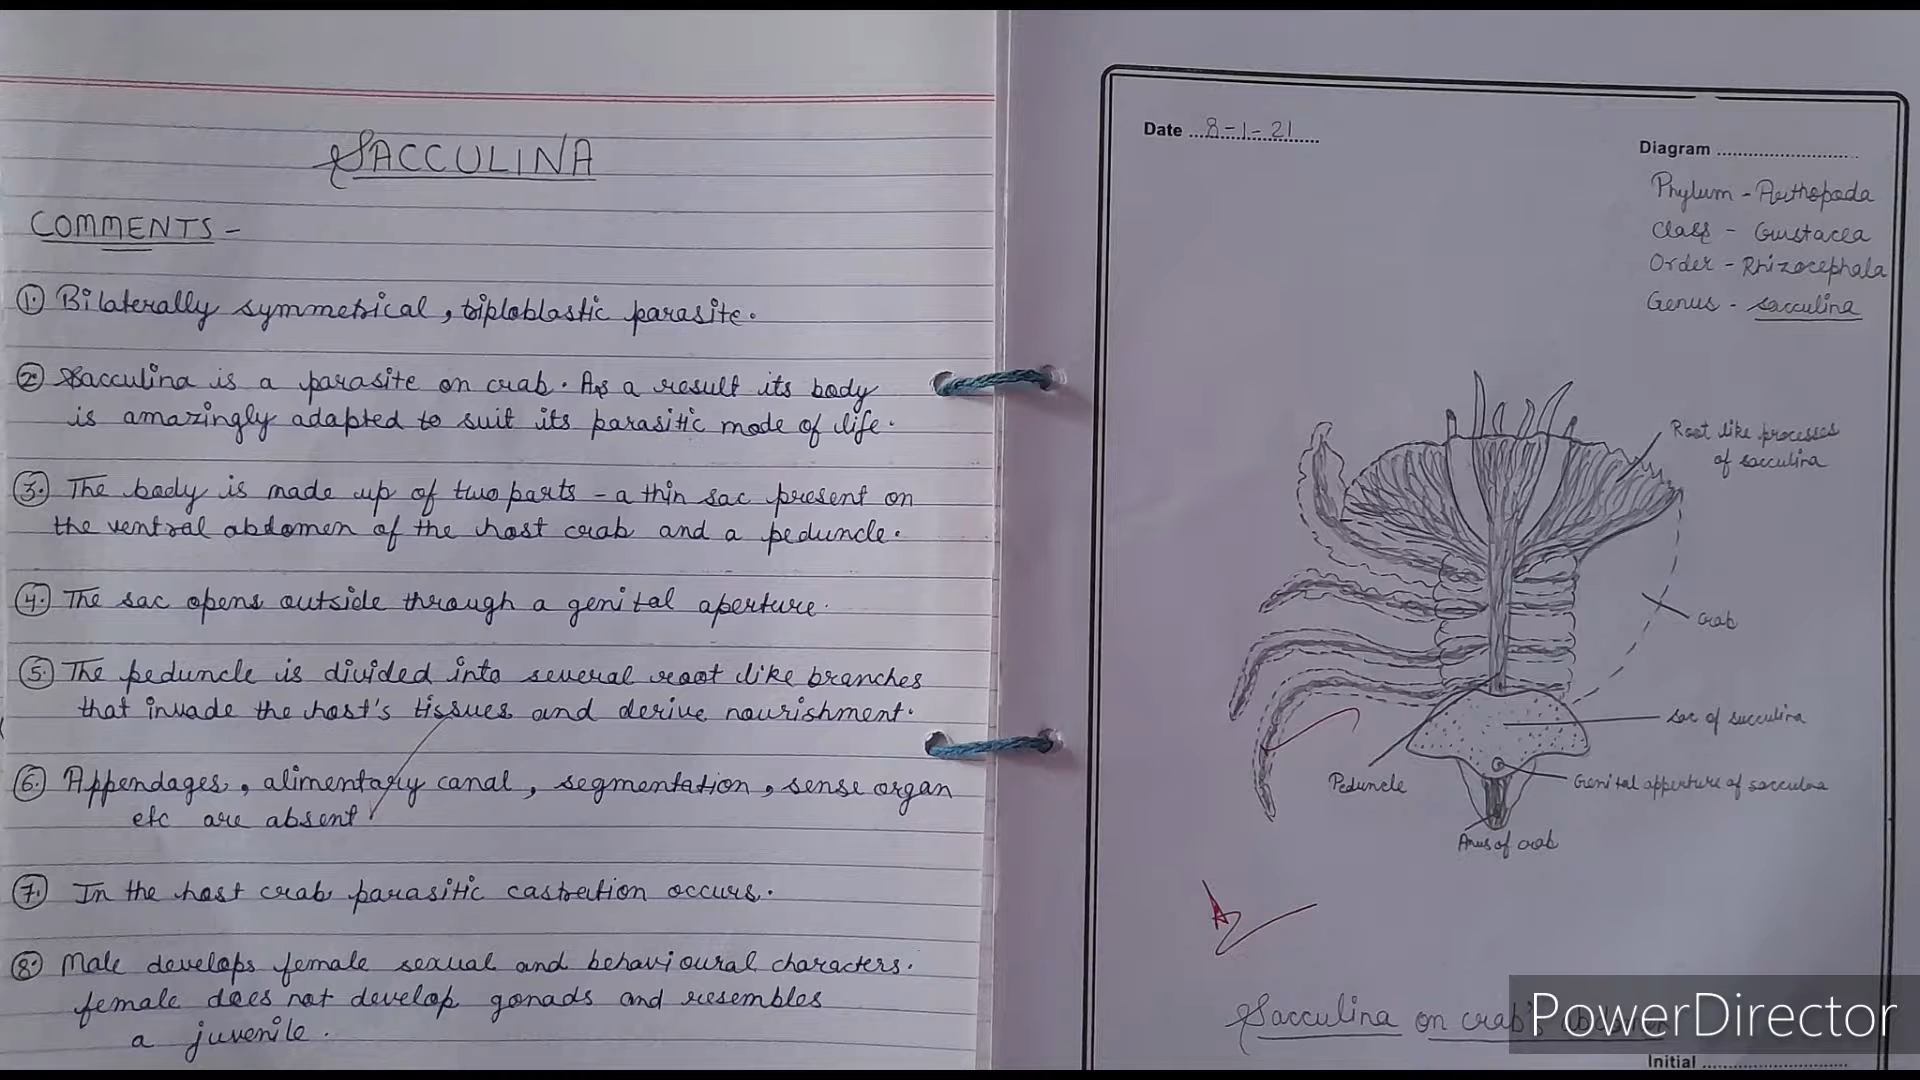 SACCULINA
COMMENTS -
1. Bilaterally symmetrical, triploblastic parasite.
2. Sacculina is a parasite on crab. As a result its body
is amazingly adapted to suit its parasitic mode of life.
3. The body is made up of two parts - a thin sac present on
the ventral abdomen of the host crab and a peduncle.
4. The sac opens outside through a genital aperture.
5. The peduncle is divided into several root like branches
that invade the host's tissues and derive nourishment.
6. Appendages, alimentary canal, segmentation, sense organ
etc are absent.
7. In the host crab parasitic castration occurs.
8. Male develops female sexual and behavioural characters.
female does not develop gonads and resembles
a juvenile.
Date 8-1-21
Diagram
Phylum - Arthopoda
Class - Crustacea
Order - Rhizocephala
Genus - sacculina
Root like processes
of sacculina
crab
sac of succulina
Peduncle
Genital apperture of sacculina
Anus of crab
Sacculina on crab's
PowerDirector
Initial